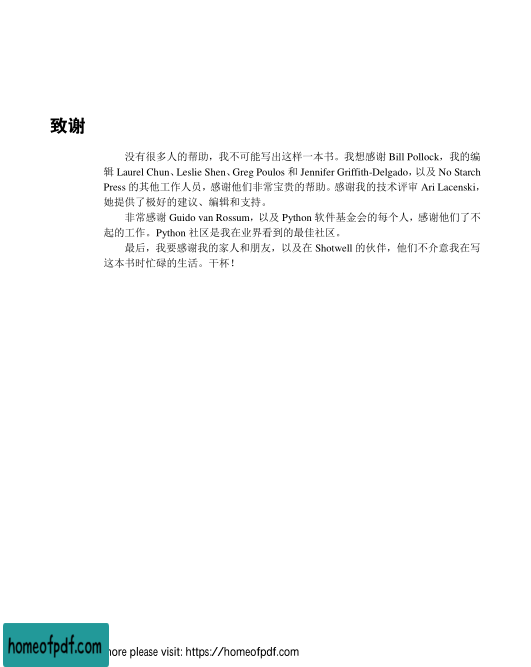 致谢
没有很多人的帮助，我不可能写出这样一本书。我想感谢 Bill Pollock，我的编
辑 Laurel Chun、Leslie Shen、Greg Poulos 和 Jennifer Griffith-Delgado，以及 No Starch
Press 的其他工作人员，感谢他们非常宝贵的帮助。感谢我的技术评审 Ari Lacenski，
她提供了极好的建议、编辑和支持。
非常感谢 Guido van Rossum，以及 Python 软件基金会的每个人，感谢他们了不
起的工作。Python 社区是我在业界看到的最佳社区。
最后，我要感谢我的家人和朋友，以及在 Shotwell 的伙伴，他们不介意我在写
这本书时忙碌的生活。干杯！
homeofpdf.com
more please visit: https://homeofpdf.com